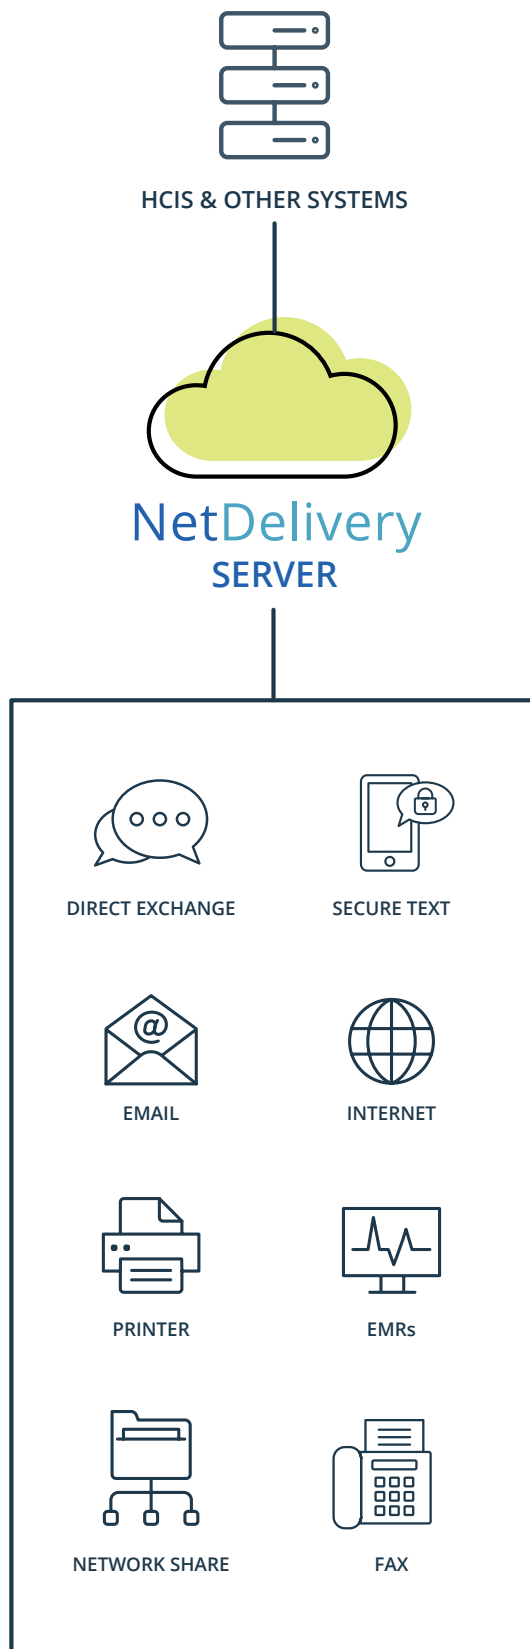 HCIS & OTHER SYSTEMS
NetDelivery
SERVER
DIRECT EXCHANGE
SECURE TEXT
@
EMAIL
INTERNET
PRINTER
EMRs
NETWORK SHARE
FAX